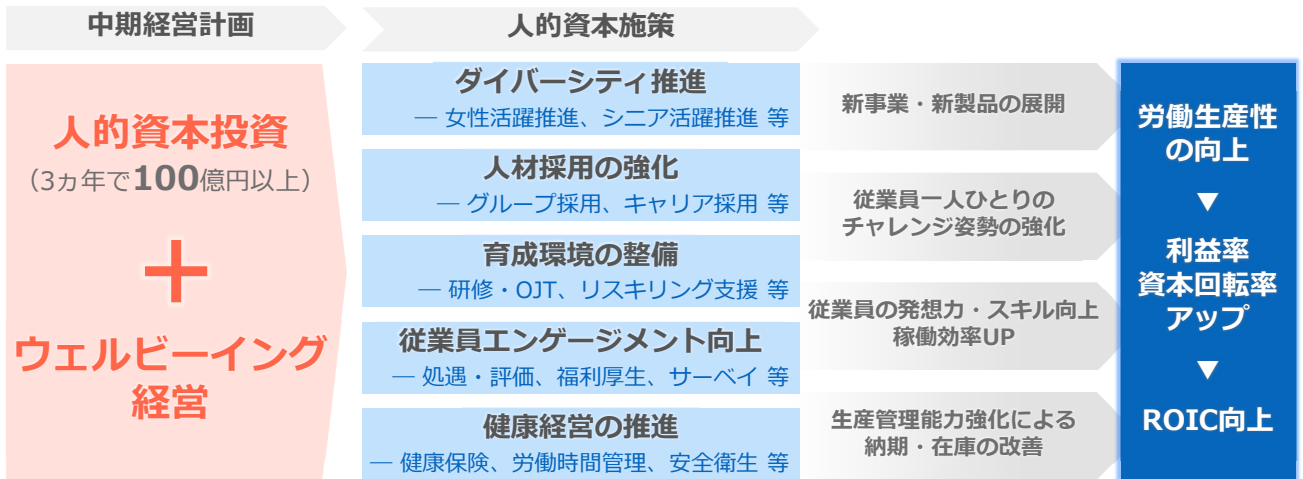 中期経営計画
人的資本施策
人的資本投資
（3ヵ年で100億円以上）
＋
ウェルビーイング
経営
ダイバーシティ推進
― 女性活躍推進、シニア活躍推進 等
人材採用の強化
― グループ採用、キャリア採用 等
育成環境の整備
― 研修・OJT、リスキリング支援 等
従業員エンゲージメント向上
― 処遇・評価、福利厚生、サーベイ 等
健康経営の推進
― 健康保険、労働時間管理、安全衛生 等
新事業・新製品の展開
従業員一人ひとりの
チャレンジ姿勢の強化
従業員の発想力・スキル向上
稼働効率UP
生産管理能力強化による
納期・在庫の改善
労働生産性
の向上
▼
利益率
資本回転率
アップ
▼
ROIC向上